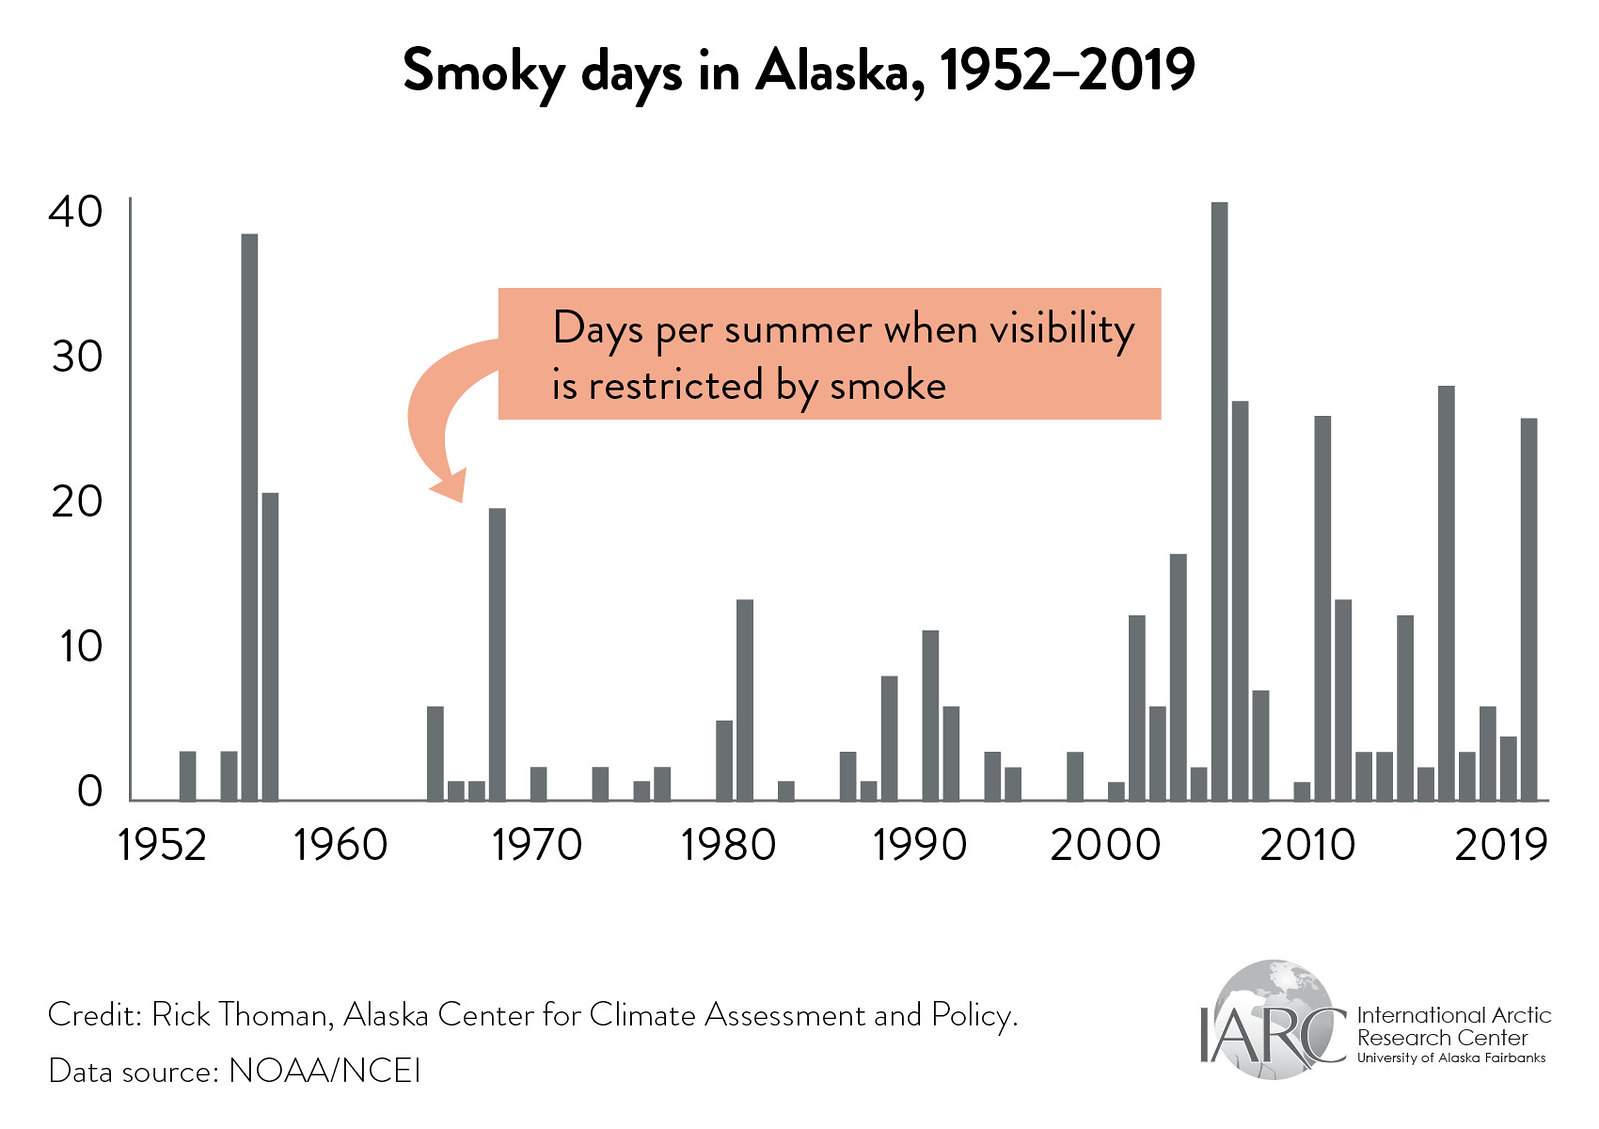 Smoky days in Alaska, 1952–2019
40
30
20
10
0
Days per summer when visibility
is restricted by smoke
1952 1960 1970 1980 1990 2000 2010 2019
Credit: Rick Thoman, Alaska Center for Climate Assessment and Policy.
Data source: NOAA/NCEI
IARC
International Arctic
Research Center
University of Alaska Fairbanks